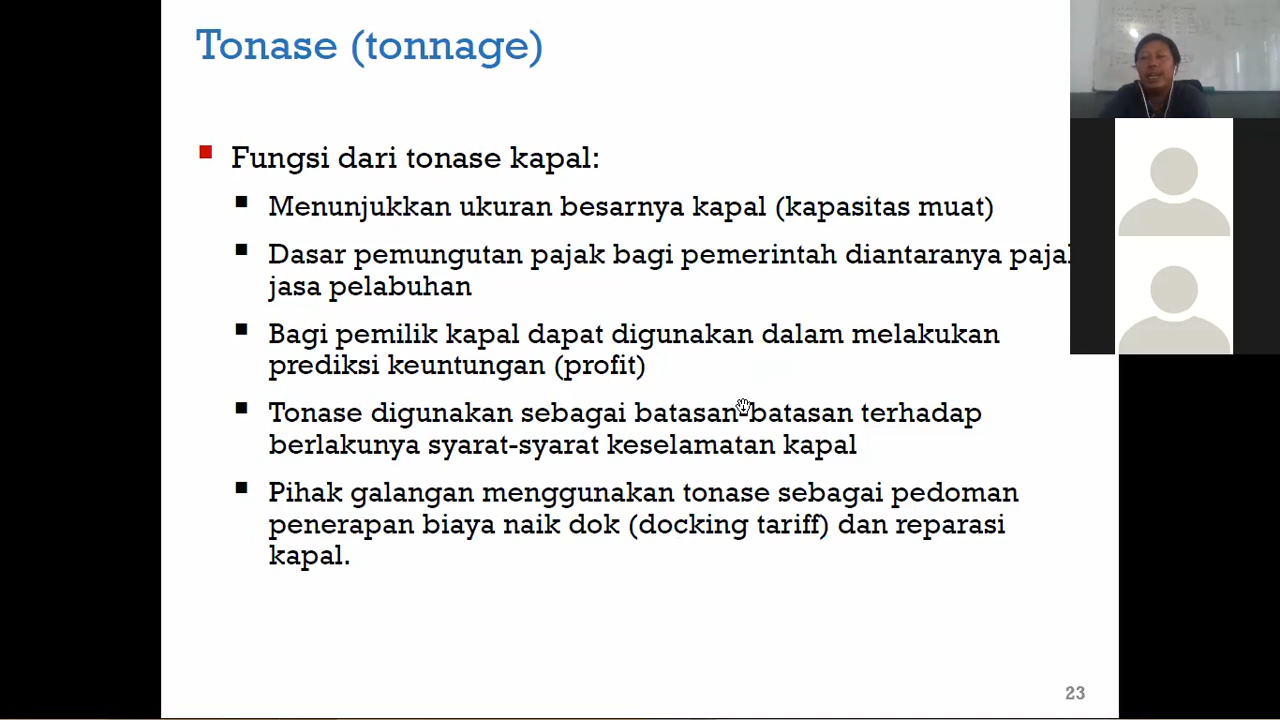 Tonase (tonnage)
Fungsi dari tonase kapal:
Menunjukkan ukuran besarnya kapal (kapasitas muat)
Dasar pemungutan pajak bagi pemerintah diantaranya
jasa pelabuhan
Bagi pemilik kapal dapat digunakan dalam melakukan
prediksi keuntungan (profit)
Tonase digunakan sebagai batasan-batasan terhadap
berlakunya syarat-syarat keselamatan kapal
Pihak galangan menggunakan tonase sebagai pedoman
penerapan biaya naik dok (docking tariff) dan reparasi
kapal.
23